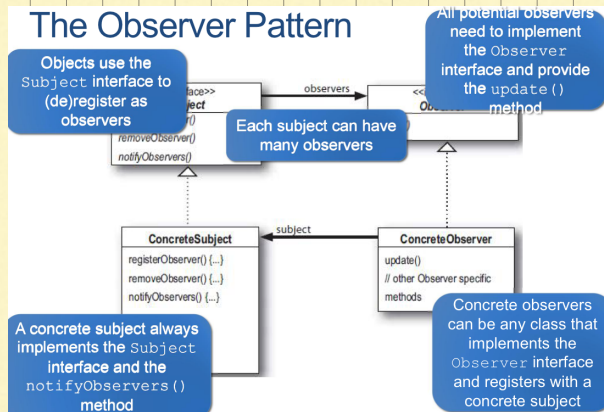 The Observer Pattern
Objects use the
Subject interface to
(de)register as
observers
face>>
ject
()
removeObserver()
notifyObservers()
observers
<<
Each subject can have
many observers
All potential observers
need to implement
the Observer
interface and provide
the update()
method
ConcreteSubject
registerObserver() {...}
removeObserver() {...}
notifyObservers() {...}
subject
ConcreteObserver
update()
// other Observer specific
methods
A concrete subject always
implements the Subject
interface and the
notifyObservers()
method
Concrete observers
can be any class that
implements the
Observer interface
and registers with a
concrete subject